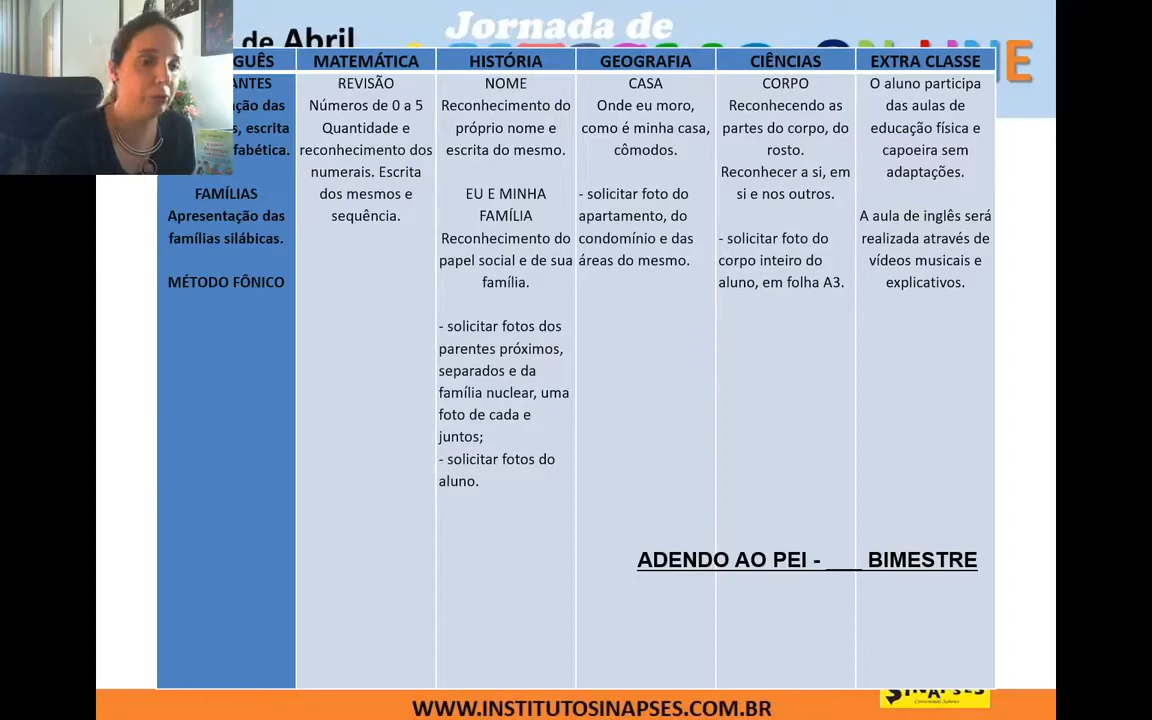 Jornada de
de Abril
MATEMÁTICA
HISTÓRIA
GEOGRAFIA
CIÊNCIAS
EXTRA CLASSE
fabética.
FAMÍLIAS
Apresentação das
famílias silábicas.
MÉTODO FÔNICO
REVISÃO
Números de 0 a 5
Quantidade e
reconhecimento dos
numerais. Escrita
dos mesmos e
sequência.
NOME
Reconhecimento do
próprio nome e
escrita do mesmo.
EU E MINHA
FAMÍLIA
Reconhecimento do
papel social e de sua
família.
- solicitar fotos dos
parentes próximos,
separados e da
família nuclear, uma
foto de cada e
juntos;
- solicitar fotos do
aluno.
CASA
Onde eu moro,
como é minha casa,
cômodos.
- solicitar foto do
apartamento, do
condomínio e das
áreas do mesmo.
CORPO
Reconhecendo as
partes do corpo, do
rosto.
Reconhecer a si, em
si e nos outros.
- solicitar foto do
corpo inteiro do
aluno, em folha A3.
O aluno participa
das aulas de
educação física e
capoeira sem
adaptações.
A aula de inglês será
realizada através de
vídeos musicais e
explicativos.
ADENDO AO PEI - ___ BIMESTRE
WWW.INSTITUTOSINAPSES.COM.BR